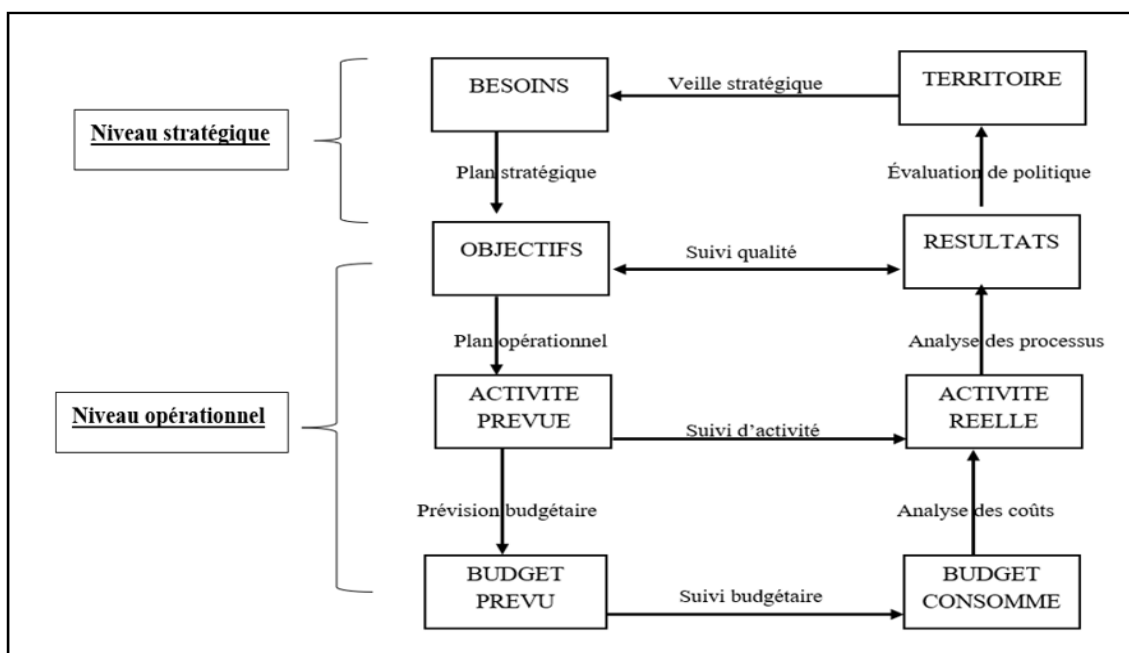 BESOINS
Veille stratégique
TERRITOIRE
Niveau stratégique
Plan stratégique
Évaluation de politique
OBJECTIFS
Suivi qualité
RESULTATS
Plan opérationnel
Analyse des processus
Niveau opérationnel
ACTIVITE
PREVUE
Suivi d’activité
ACTIVITE
REELLE
Prévision budgétaire
Analyse des coûts
BUDGET
PREVU
Suivi budgétaire
BUDGET
CONSOMME